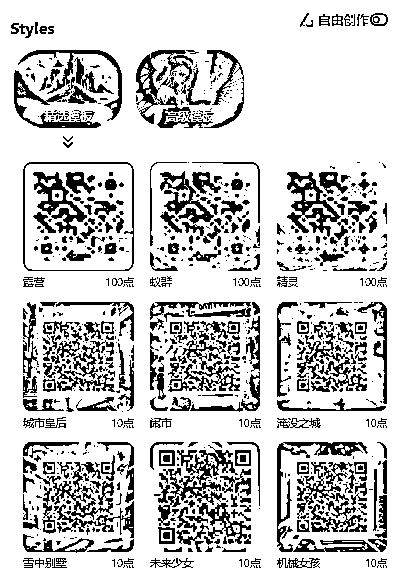 自由创作
Styles
精选模板
高级模板
露营 100点
蚁群 100点
精灵 100点
城市皇后 10点
闹市 10点
淹没之城 10点
雪中别墅 10点
未来少女 10点
机械女孩 10点